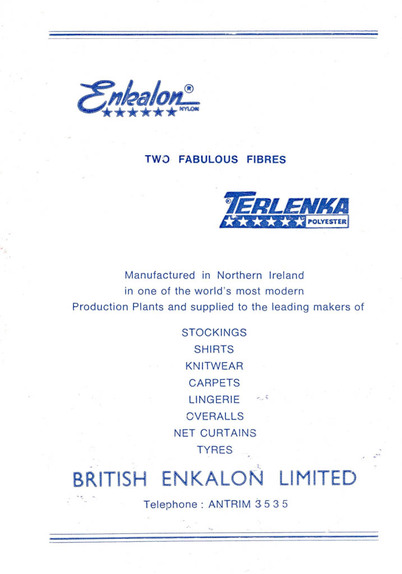 Enkalon®
NYLON
TWO FABULOUS FIBRES
®TERLENKA
POLYESTER
Manufactured in Northern Ireland
in one of the world's most modern
Production Plants and supplied to the leading makers of
STOCKINGS
SHIRTS
KNITWEAR
CARPETS
LINGERIE
OVERALLS
NET CURTAINS
TYRES
BRITISH ENKALON LIMITED
Telephone : ANTRIM 3535